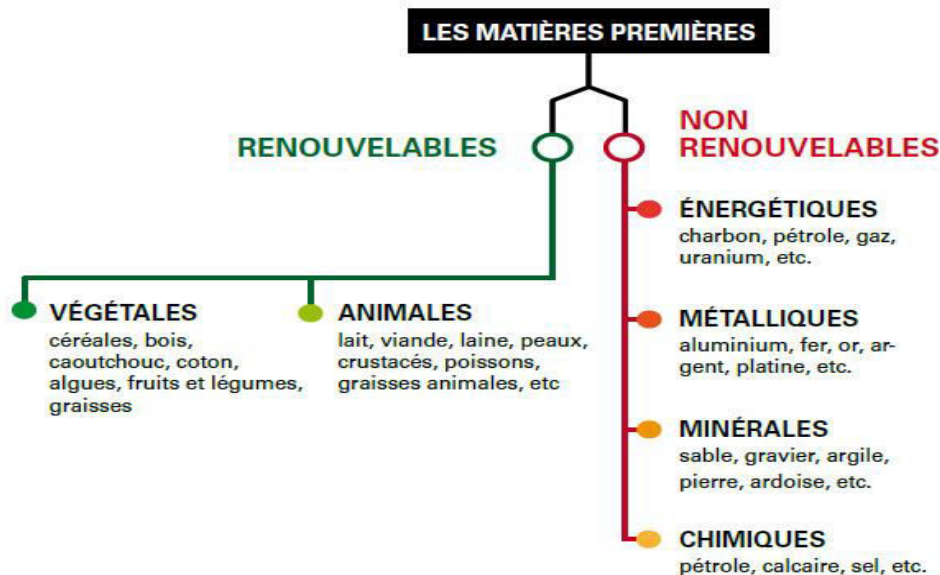 LES MATIÈRES PREMIÈRES
RENOUVELABLES
NON
RENOUVELABLES
VÉGÉTALES
céréales, bois,
caoutchouc, coton,
algues, fruits et légumes,
graisses
ANIMALES
lait, viande, laine, peaux,
crustacés, poissons,
graisses animales, etc
ÉNERGÉTIQUES
charbon, pétrole, gaz,
uranium, etc.
MÉTALLIQUES
aluminium, fer, or, ar-
gent, platine, etc.
MINÉRALES
sable, gravier, argile,
pierre, ardoise, etc.
CHIMIQUES
pétrole, calcaire, sel, etc.